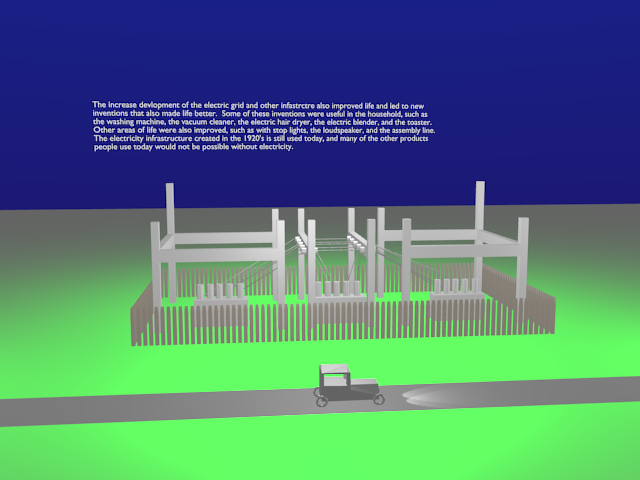 The increase devlopment of the electric grid and other infastrctre also improved life and led to new
inventions that also made life better.  Some of these inventions were useful in the household, such as
the washing machine, the vacuum cleaner, the electric hair dryer, the electric blender, and the toaster.
Other areas of life were also improved, such as with stop lights, the loudspeaker, and the assembly line.
The electricity infrastructure created in the 1920's is still used today, and many of the other products
people use today would not be possible without electricity.